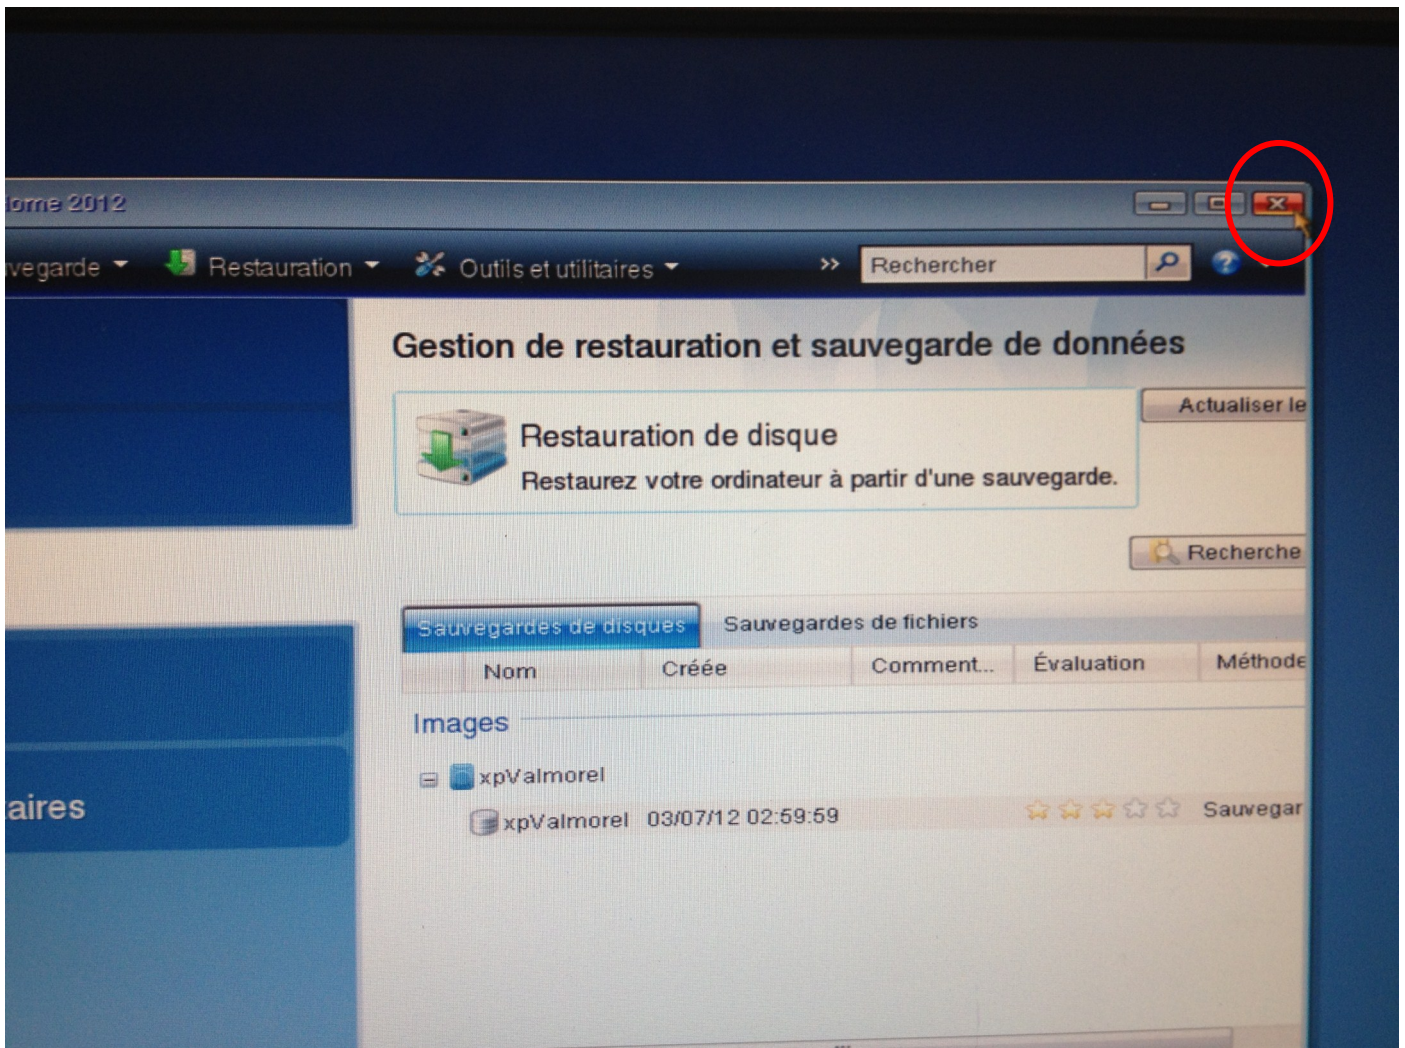 ome 2012
vegarde
Restauration
Outils et utilitaires
>>
Rechercher
?
Gestion de restauration et sauvegarde de données
Actualiser le
Restauration de disque
Restaurez votre ordinateur à partir d'une sauvegarde.
Recherche
Sauvegardes de disques
Sauvegardes de fichiers
Nom
Créée
Comment...
Évaluation
Méthode
Images
xpValmorel
xpValmorel 03/07/12 02:59:59
Sauvegar
aires